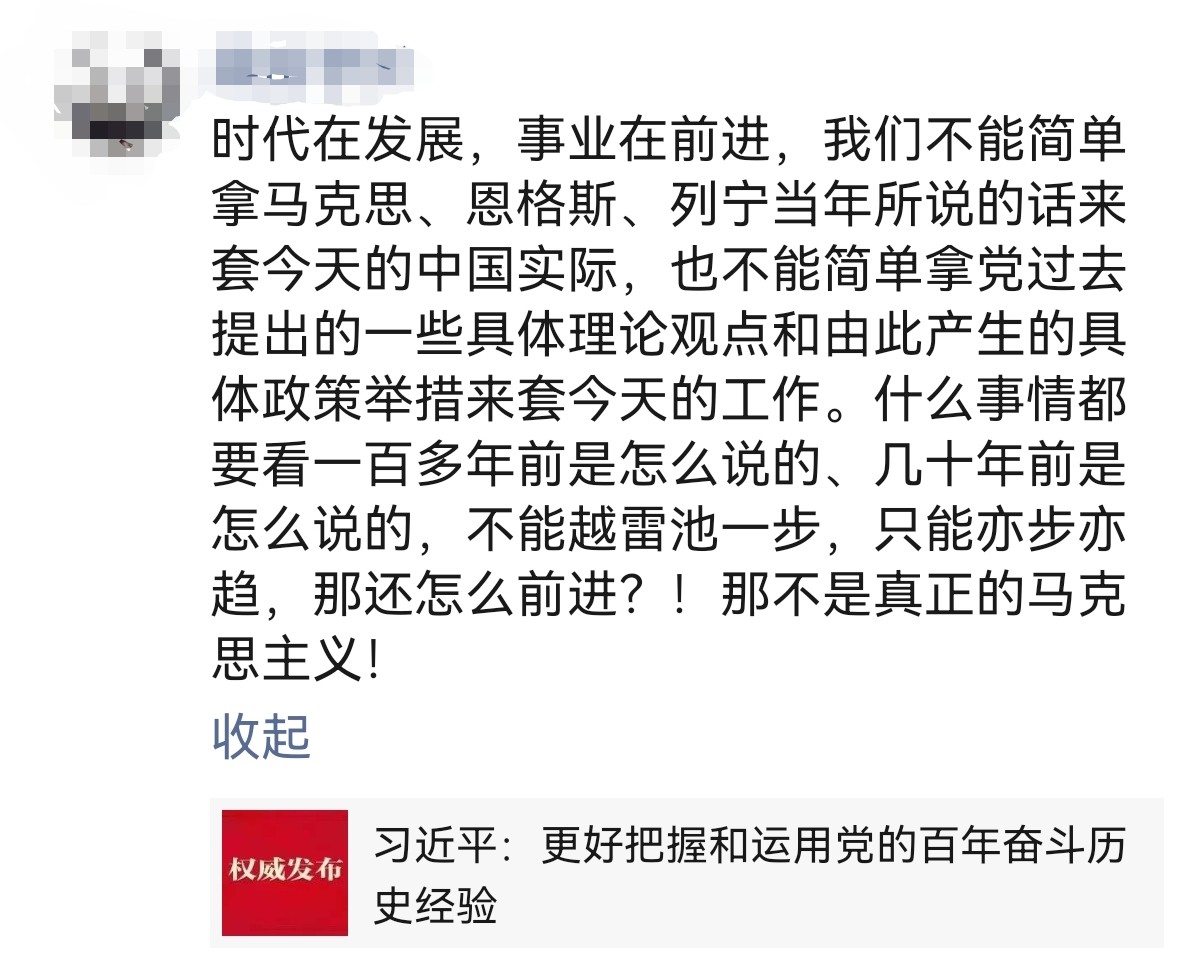 时代在发展，事业在前进，我们不能简单
拿马克思、恩格斯、列宁当年所说的话来
套今天的中国实际，也不能简单拿党过去
提出的一些具体理论观点和由此产生的具
体政策举措来套今天的工作。什么事情都
要看一百多年前是怎么说的、几十年前是
怎么说的，不能越雷池一步，只能亦步亦
趋，那还怎么前进？！那不是真正的马克
思主义！
收起
权威发布
习近平：更好把握和运用党的百年奋斗历
史经验